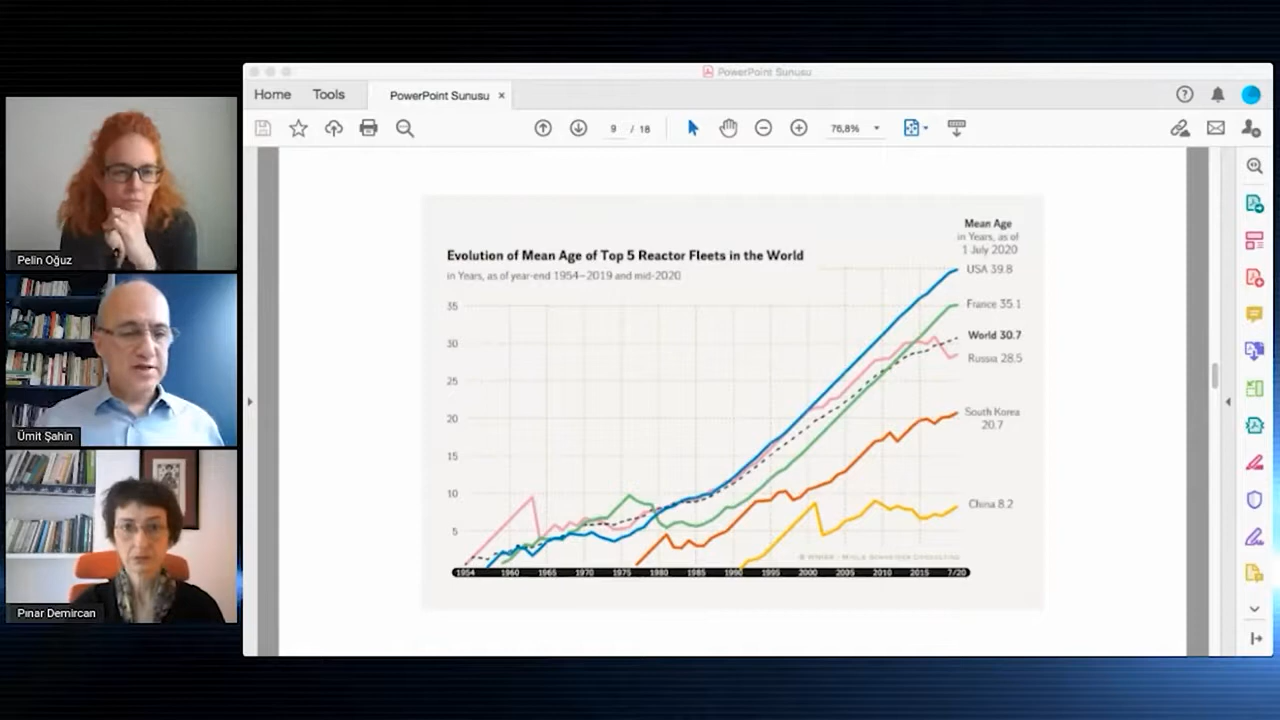 PowerPoint Sunusu
Home
Tools
PowerPoint Sunusu ×
9 / 18
76,8%
Pelin Oğuz
Ümit Şahin
Pınar Demircan
Evolution of Mean Age of Top 5 Reactor Fleets in the World
in Years, as of year-end 1954–2019 and mid-2020
Mean Age
in Years, as of
1 July 2020
USA 39.8
France 35.1
World 30.7
Russia 28.5
South Korea
20.7
China 8.2
35
30
25
20
15
10
5
© WNISR - MYCLE SCHNEIDER CONSULTING
1954 1960 1965 1970 1975 1980 1985 1990 1995 2000 2005 2010 2015 7/20